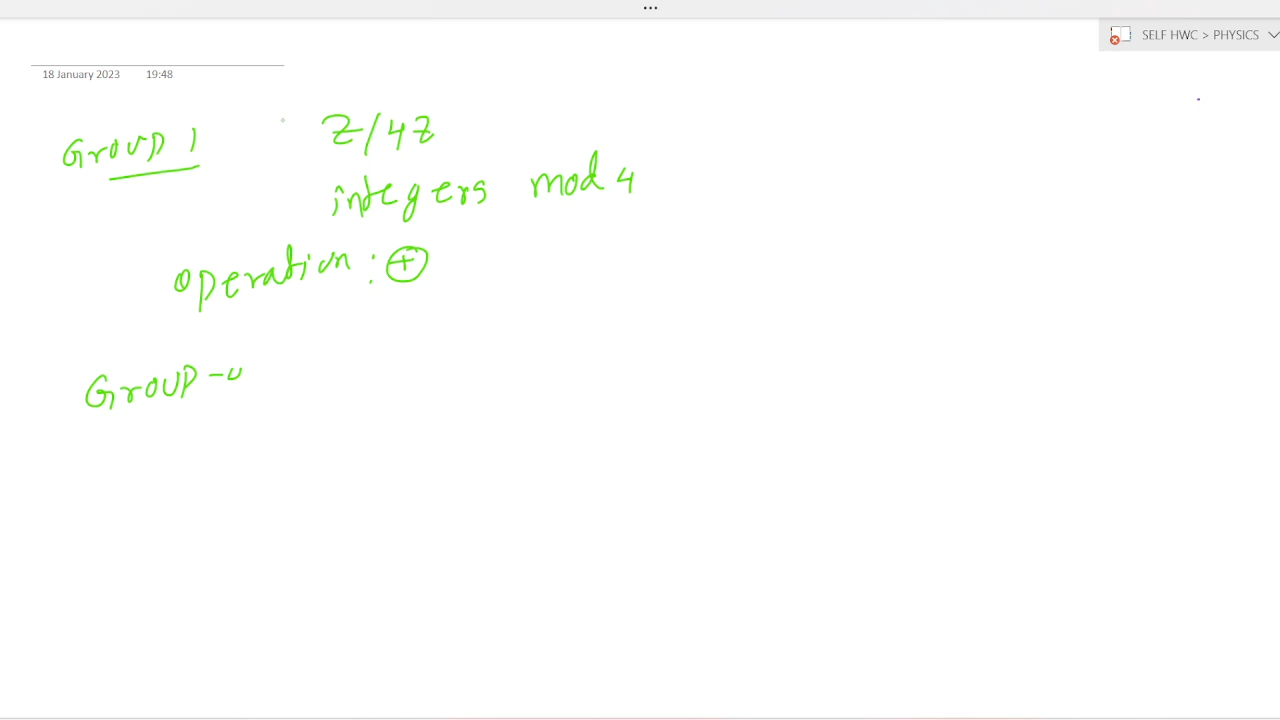 SELF HWC > PHYSICS
18 January 2023 19:48
Group 1 Z/4Z
integers mod 4
operation: +
Group -